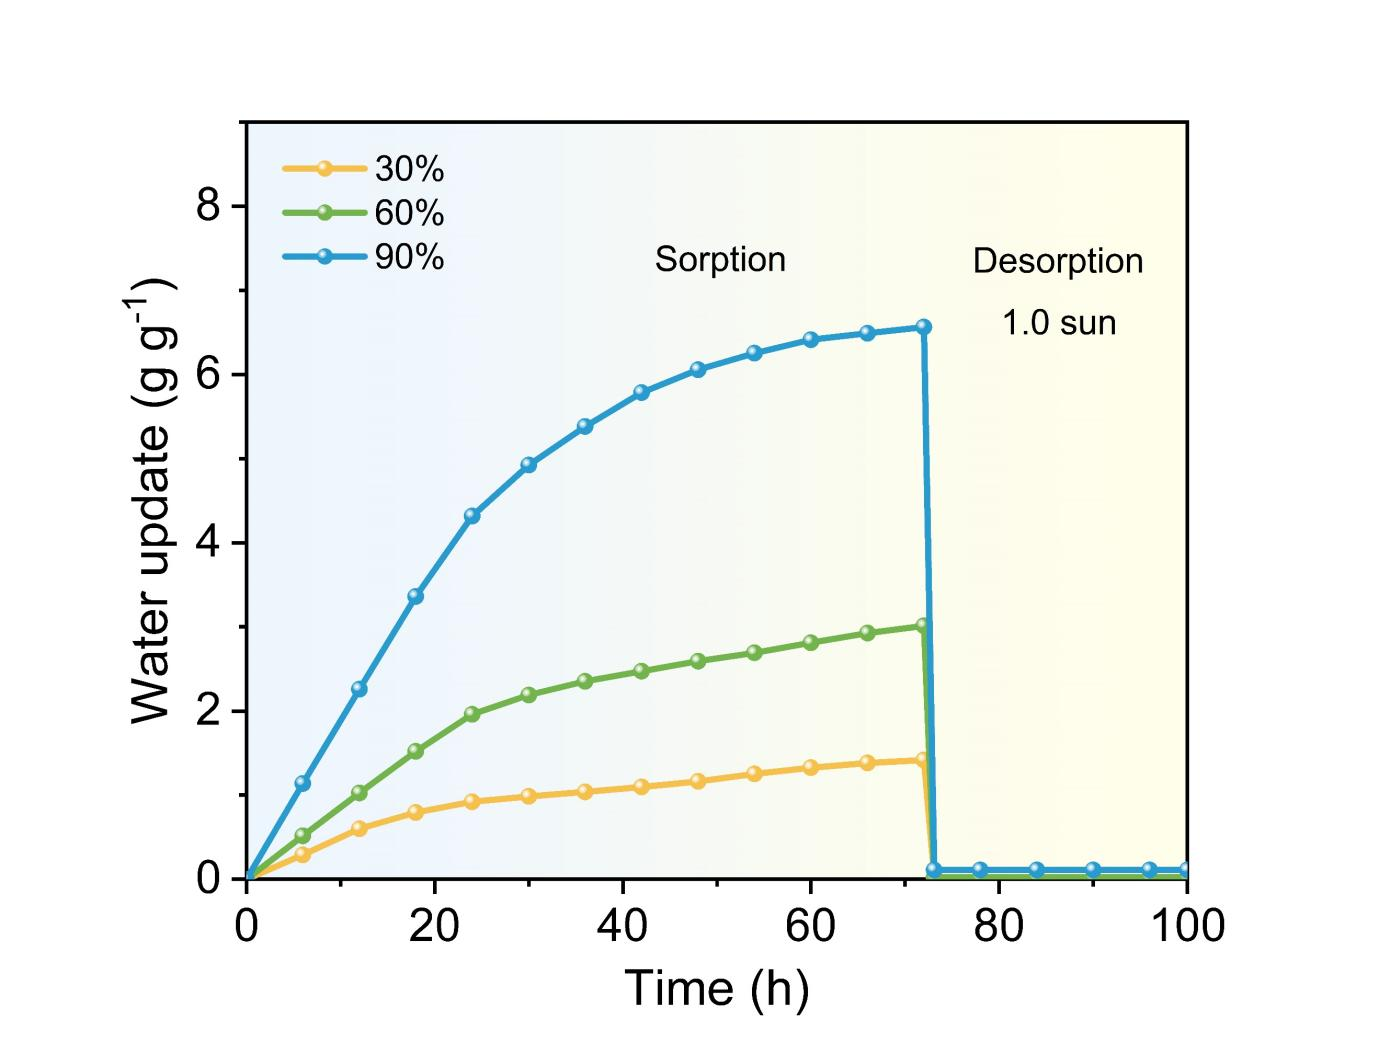 30%
60%
90%
Sorption
Desorption
1.0 sun
Water update (g g⁻¹)
8
6
4
2
0
0 20 40 60 80 100
Time (h)